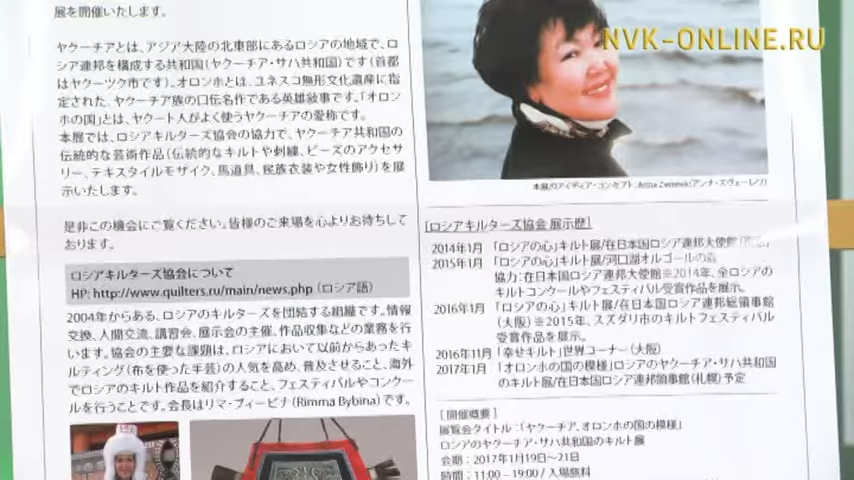 展を開催いたします。
ヤクーチアとは、アジア大陸の北東部にあるロシアの地域で、ロ
シア連邦を構成する共和国(ヤクーチア・サハ共和国)です(首都
はヤクーツク市です)。オロンホとは、ユネスコ無形文化遺産に指
定された、ヤクーチア族の口伝名作である英雄叙事です。「オロン
ホの国」とは、ヤクート人がよく使うヤクーチアの愛称です。
本展では、ロシアキルターズ協会の協力で、ヤクーチア共和国の
伝統的な芸術作品(伝統的なキルトや刺繍、ビーズのアクセサ
リー、テキスタイルモザイク、馬道具、民族衣装や女性飾り)を展
示いたします。
是非この機会にご覧ください。皆様のご来場を心よりお待ちして
おります。
ロシアキルターズ協会について
HP: http://www.quilters.ru/main/news.php (ロシア語)
2004年からある、ロシアのキルターズを団結する組織です。情報
交換、人間交流、講習会、展示会の主催、作品収集などの業務を行
います。協会の主要な課題は、ロシアにおいて以前からあったキ
ルティング(布を使った手芸)の人気を高め、普及させること、海外
でロシアのキルト作品を紹介すること、フェスティバルやコンクー
ルを行うことです。会長はリマ・ブィービナ(Rimma Bybina)です。
NVK-ONLINE.RU
本展のアイディア・コンセプト:Anna Zvereva(アンナ・ズヴェーレワ)
[ロシアキルターズ協会 展示歴]
2014年1月 「ロシアの心」キルト展/在日本国ロシア連邦大使館
2015年1月 「ロシアの心」キルト展/河口湖オルゴールの森
協力:在日本国ロシア連邦大使館※2014年、全ロシアの
キルトコンクールやフェスティバル
受賞作品を展示。
2016年1月 「ロシアの心」キルト展/在日本国ロシア連邦総領事館
(大阪)※2015年、スズダリ市のキルトフェスティバル
受賞作品を展示。
2016年11月 「幸せキルト」世界コーナー(大阪)
2017年1月 「オロンホの国の模様」ロシアのヤクーチア・サハ共和国
のキルト展/在日本国ロシア連邦領事館(札幌)予定
[開催概要]
展覧会タイトル:「ヤクーチア、オロンホの国の模様」
ロシアのヤクーチア・サハ共和国のキルト展
会期:2017年1月19日~21日
時間:11:00-19:00/入場無料